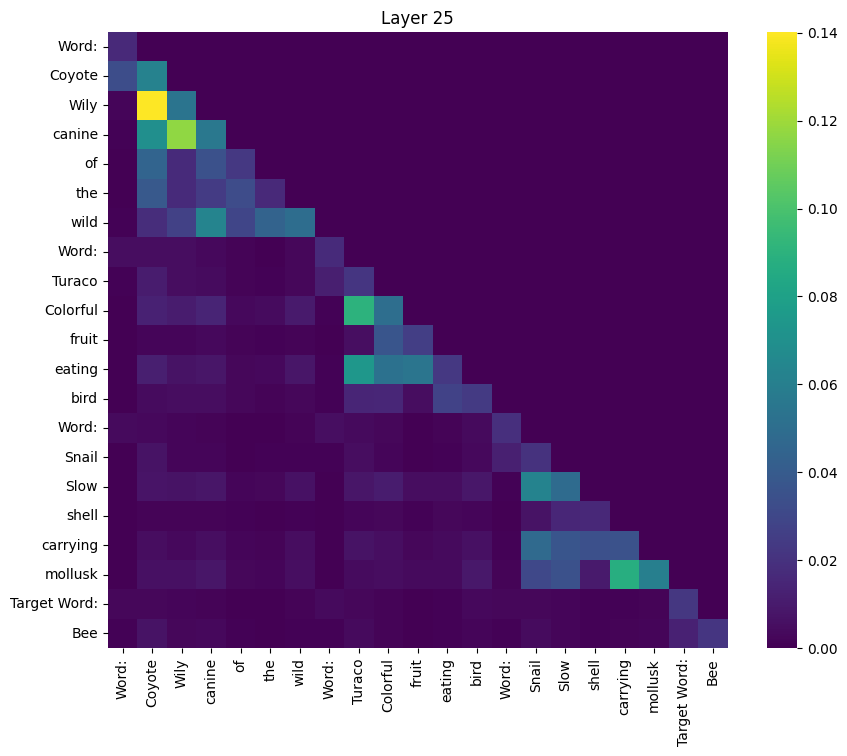 Layer 25
Word:
Coyote
Wily
canine
of
the
wild
Word:
Turaco
Colorful
fruit
eating
bird
Word:
Snail
Slow
shell
carrying
mollusk
Target Word:
Bee
0.14
0.12
0.10
0.08
0.06
0.04
0.02
0.00
Word:
Coyote
Wily
canine
of
the
wild
Word:
Turaco
Colorful
fruit
eating
bird
Word:
Snail
Slow
shell
carrying
mollusk
Target Word:
Bee